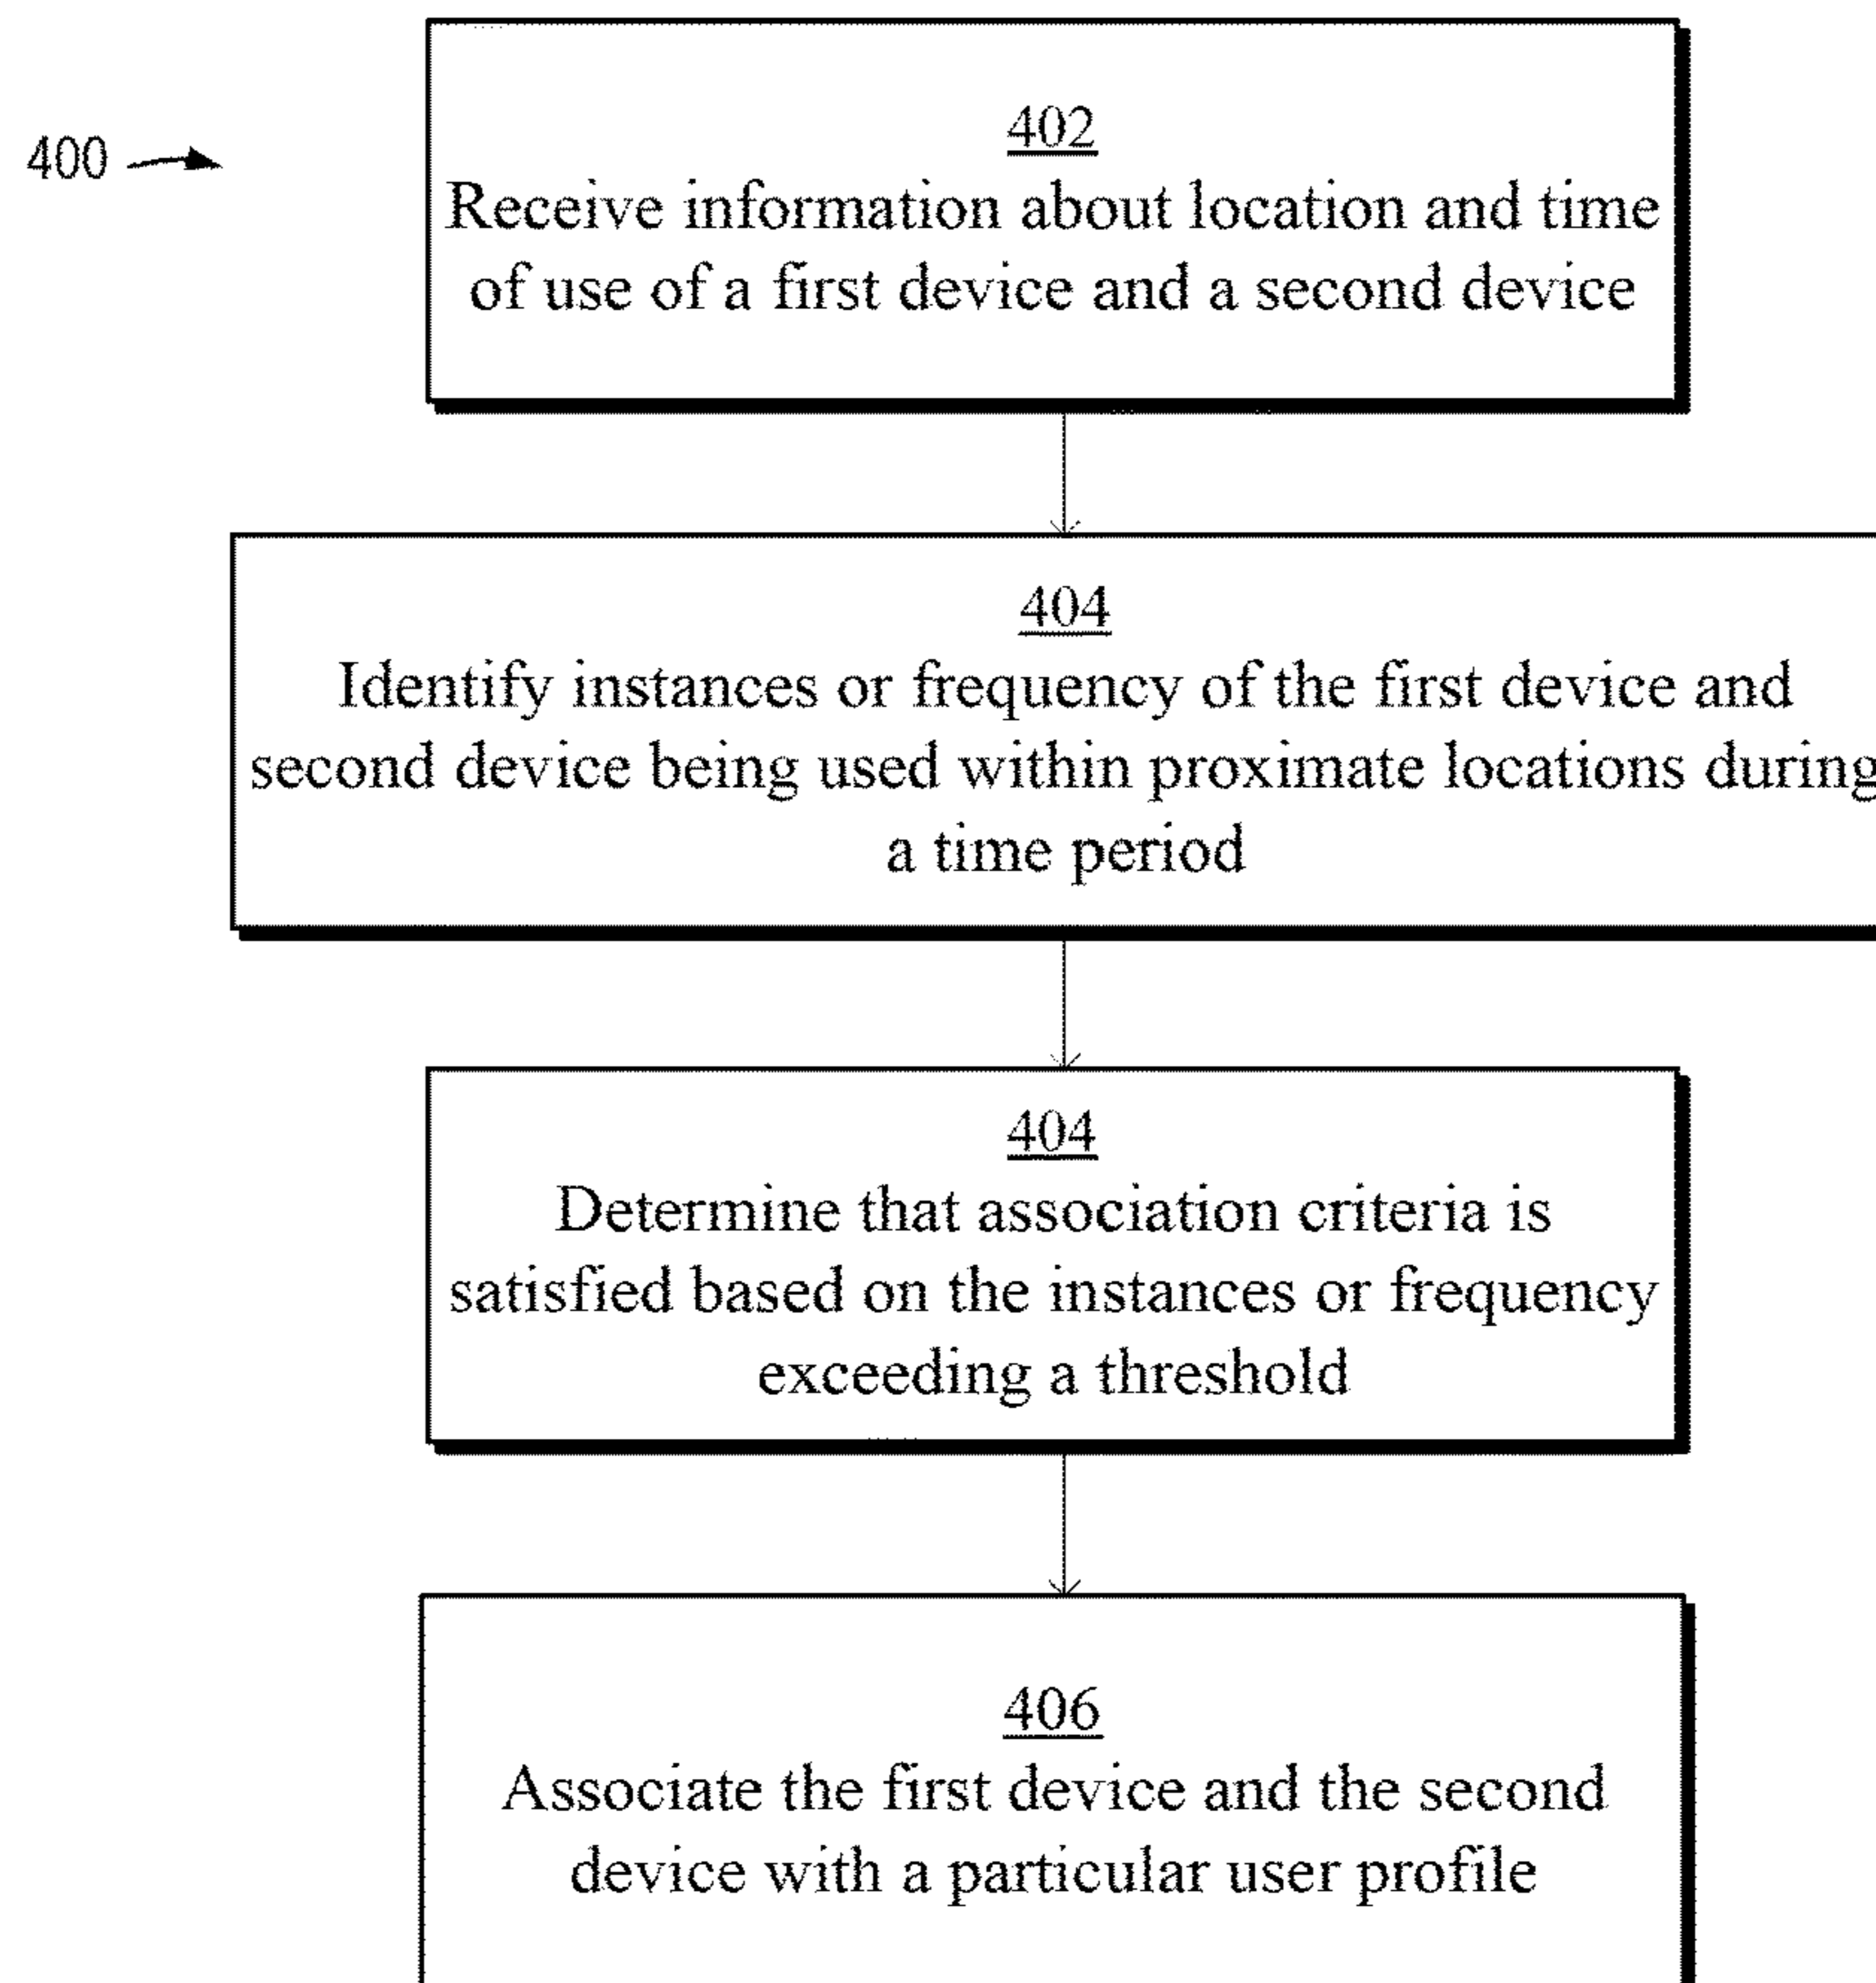 400
402
Receive information about location and time
of use of a first device and a second device
404
Identify instances or frequency of the first device and
second device being used within proximate locations during
a time period
404
Determine that association criteria is
satisfied based on the instances or frequency
exceeding a threshold
406
Associate the first device and the second
device with a particular user profile